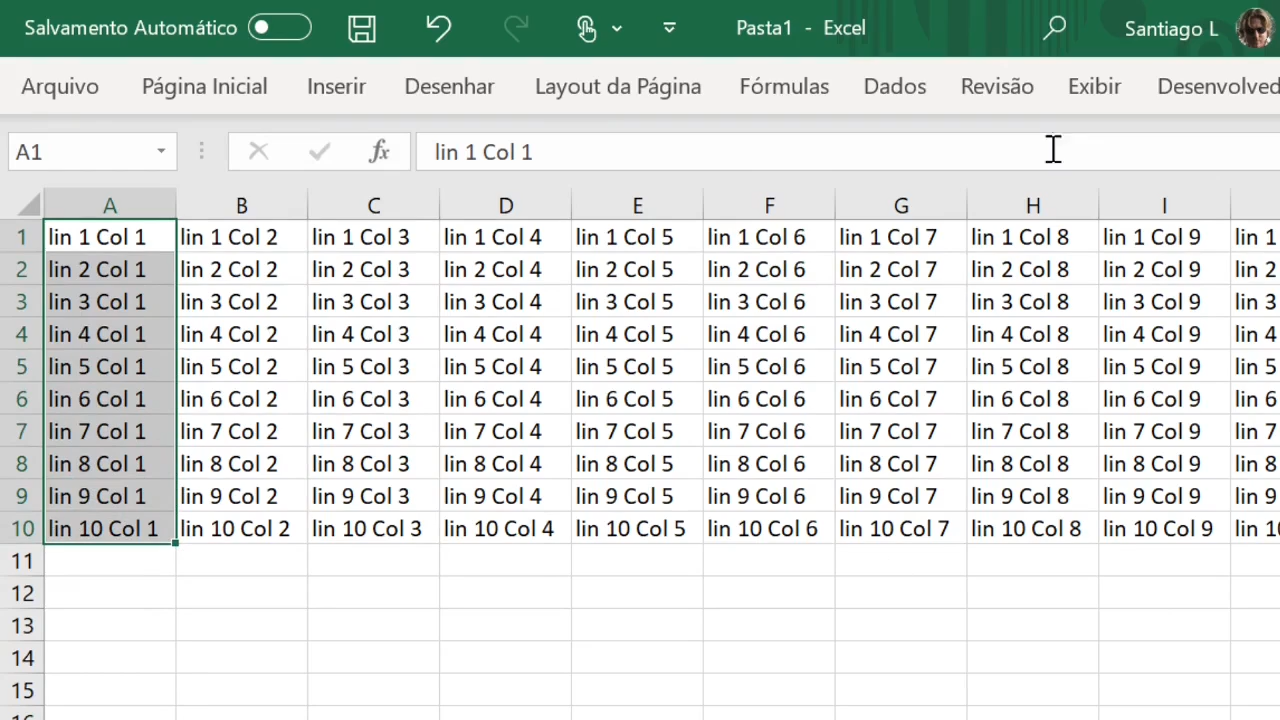 Salvamento Automático Pasta1 - Excel Santiago L
Arquivo Página Inicial Inserir Desenhar Layout da Página Fórmulas Dados Revisão Exibir Desenvolved
A1 fx lin 1 Col 1
A B C D E F G H I
1 lin 1 Col 1 lin 1 Col 2 lin 1 Col 3 lin 1 Col 4 lin 1 Col 5 lin 1 Col 6 lin 1 Col 7 lin 1 Col 8 lin 1 Col 9 lin 1
2 lin 2 Col 1 lin 2 Col 2 lin 2 Col 3 lin 2 Col 4 lin 2 Col 5 lin 2 Col 6 lin 2 Col 7 lin 2 Col 8 lin 2 Col 9 lin 2
3 lin 3 Col 1 lin 3 Col 2 lin 3 Col 3 lin 3 Col 4 lin 3 Col 5 lin 3 Col 6 lin 3 Col 7 lin 3 Col 8 lin 3 Col 9 lin 3
4 lin 4 Col 1 lin 4 Col 2 lin 4 Col 3 lin 4 Col 4 lin 4 Col 5 lin 4 Col 6 lin 4 Col 7 lin 4 Col 8 lin 4 Col 9 lin 4
5 lin 5 Col 1 lin 5 Col 2 lin 5 Col 3 lin 5 Col 4 lin 5 Col 5 lin 5 Col 6 lin 5 Col 7 lin 5 Col 8 lin 5 Col 9 lin 5
6 lin 6 Col 1 lin 6 Col 2 lin 6 Col 3 lin 6 Col 4 lin 6 Col 5 lin 6 Col 6 lin 6 Col 7 lin 6 Col 8 lin 6 Col 9 lin 6
7 lin 7 Col 1 lin 7 Col 2 lin 7 Col 3 lin 7 Col 4 lin 7 Col 5 lin 7 Col 6 lin 7 Col 7 lin 7 Col 8 lin 7 Col 9 lin 7
8 lin 8 Col 1 lin 8 Col 2 lin 8 Col 3 lin 8 Col 4 lin 8 Col 5 lin 8 Col 6 lin 8 Col 7 lin 8 Col 8 lin 8 Col 9 lin 8
9 lin 9 Col 1 lin 9 Col 2 lin 9 Col 3 lin 9 Col 4 lin 9 Col 5 lin 9 Col 6 lin 9 Col 7 lin 9 Col 8 lin 9 Col 9 lin 9
10 lin 10 Col 1 lin 10 Col 2 lin 10 Col 3 lin 10 Col 4 lin 10 Col 5 lin 10 Col 6 lin 10 Col 7 lin 10 Col 8 lin 10 Col 9 lin
11
12
13
14
15